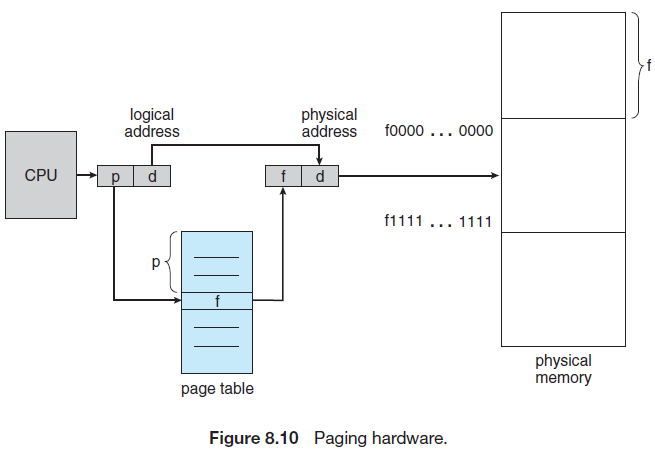 logical
address
physical
address
f0000 ... 0000
f
CPU
p
d
f
d
f1111 ... 1111
p
f
page table
physical
memory
Figure 8.10 Paging hardware.